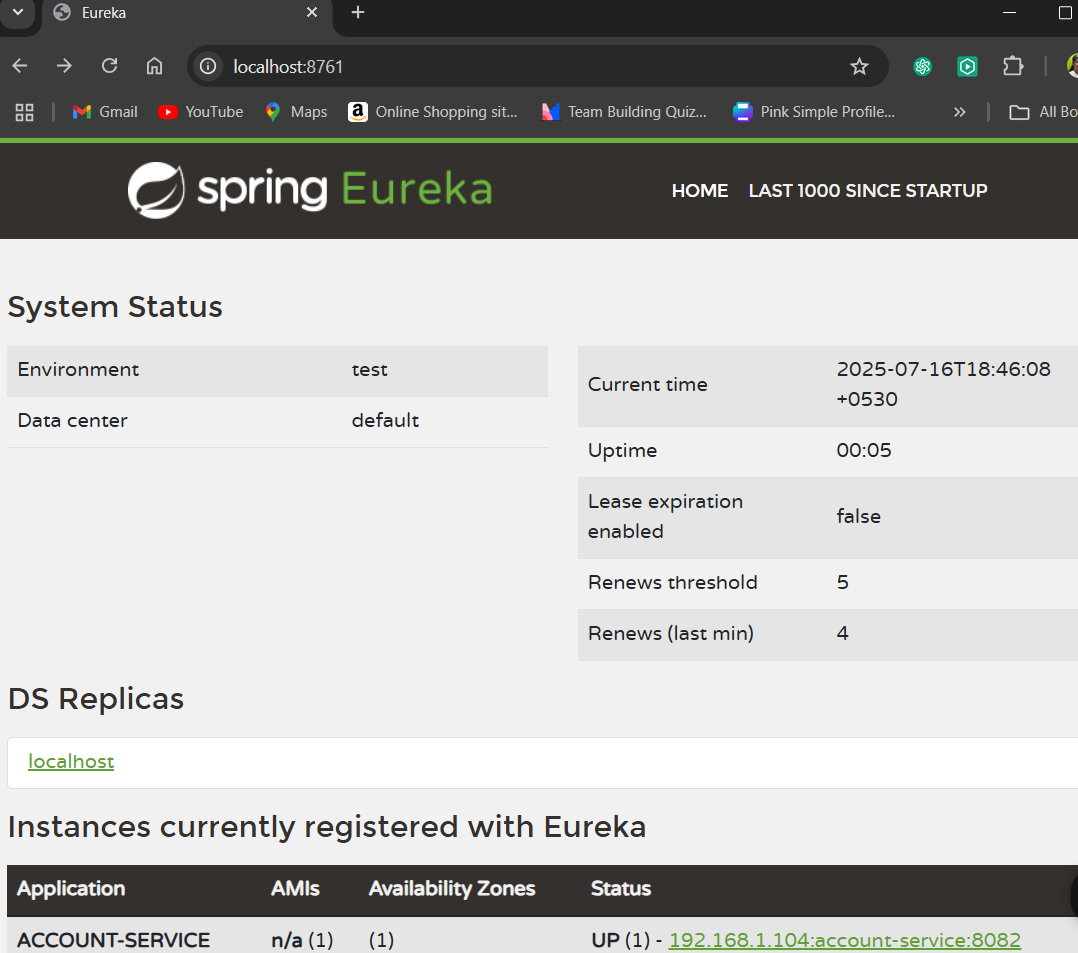 Eureka
localhost:8761
Gmail YouTube Maps Online Shopping sit... Team Building Quiz... Pink Simple Profile... » All Bo
spring Eureka HOME LAST 1000 SINCE STARTUP
System Status
Environment test
Data center default
Current time 2025-07-16T18:46:08
+0530
Uptime 00:05
Lease expiration
enabled false
Renews threshold 5
Renews (last min) 4
DS Replicas
localhost
Instances currently registered with Eureka
Application AMIs Availability Zones Status
ACCOUNT-SERVICE n/a (1) (1) UP (1) - 192.168.1.104:account-service:8082